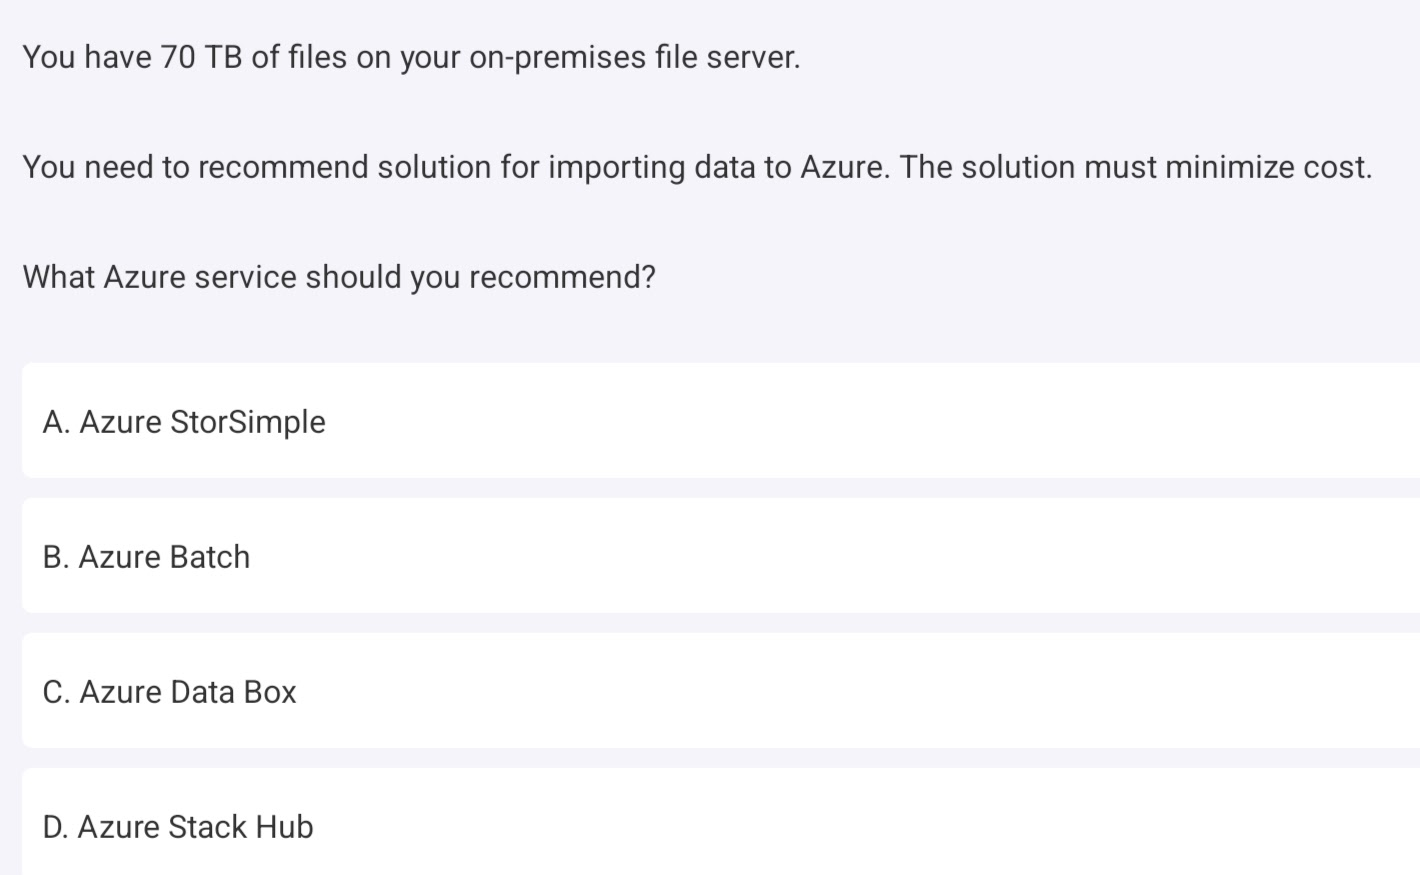 You have 70 TB of files on your on-premises file server.
You need to recommend solution for importing data to Azure. The solution must minimize cost.
What Azure service should you recommend?
A. Azure StorSimple
B. Azure Batch
C. Azure Data Box
D. Azure Stack Hub